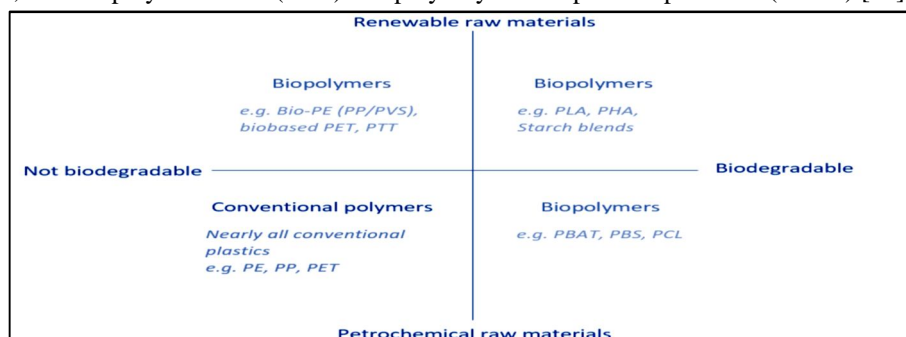 Renewable raw materials
Biopolymers
e.g. Bio-PE (PP/PVS),
biobased PET, PTT
Biopolymers
e.g. PLA, PHA,
Starch blends
Not biodegradable
Biodegradable
Conventional polymers
Nearly all conventional
plastics
e.g. PE, PP, PET
Biopolymers
e.g. PBAT, PBS, PCL
Petrochemical raw materials